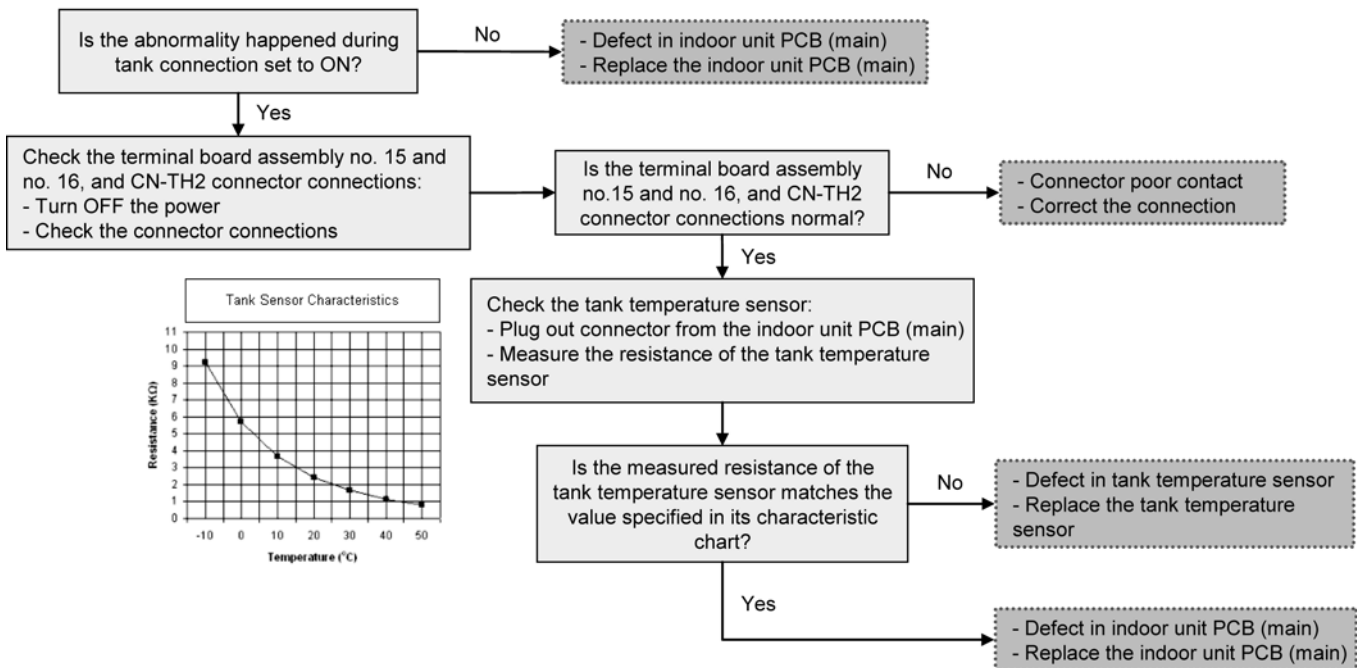 Is the abnormality happened during
tank connection set to ON?
No
- Defect in indoor unit PCB (main)
- Replace the indoor unit PCB (main)
Yes
Check the terminal board assembly no. 15 and
no. 16, and CN-TH2 connector connections:
- Turn OFF the power
- Check the connector connections
Is the terminal board assembly
no.15 and no. 16, and CN-TH2
connector connections normal?
No
- Connector poor contact
- Correct the connection
Yes
Check the tank temperature sensor:
- Plug out connector from the indoor unit PCB (main)
- Measure the resistance of the tank temperature
sensor
Tank Sensor Characteristics
Resistance (KΩ)
11
10
9
8
7
6
5
4
3
2
1
0
-10 0 10 20 30 40 50
Temperature (°C)
Is the measured resistance of the
tank temperature sensor matches the
value specified in its characteristic
chart?
No
- Defect in tank temperature sensor
- Replace the tank temperature
sensor
Yes
- Defect in indoor unit PCB (main)
- Replace the indoor unit PCB (main)